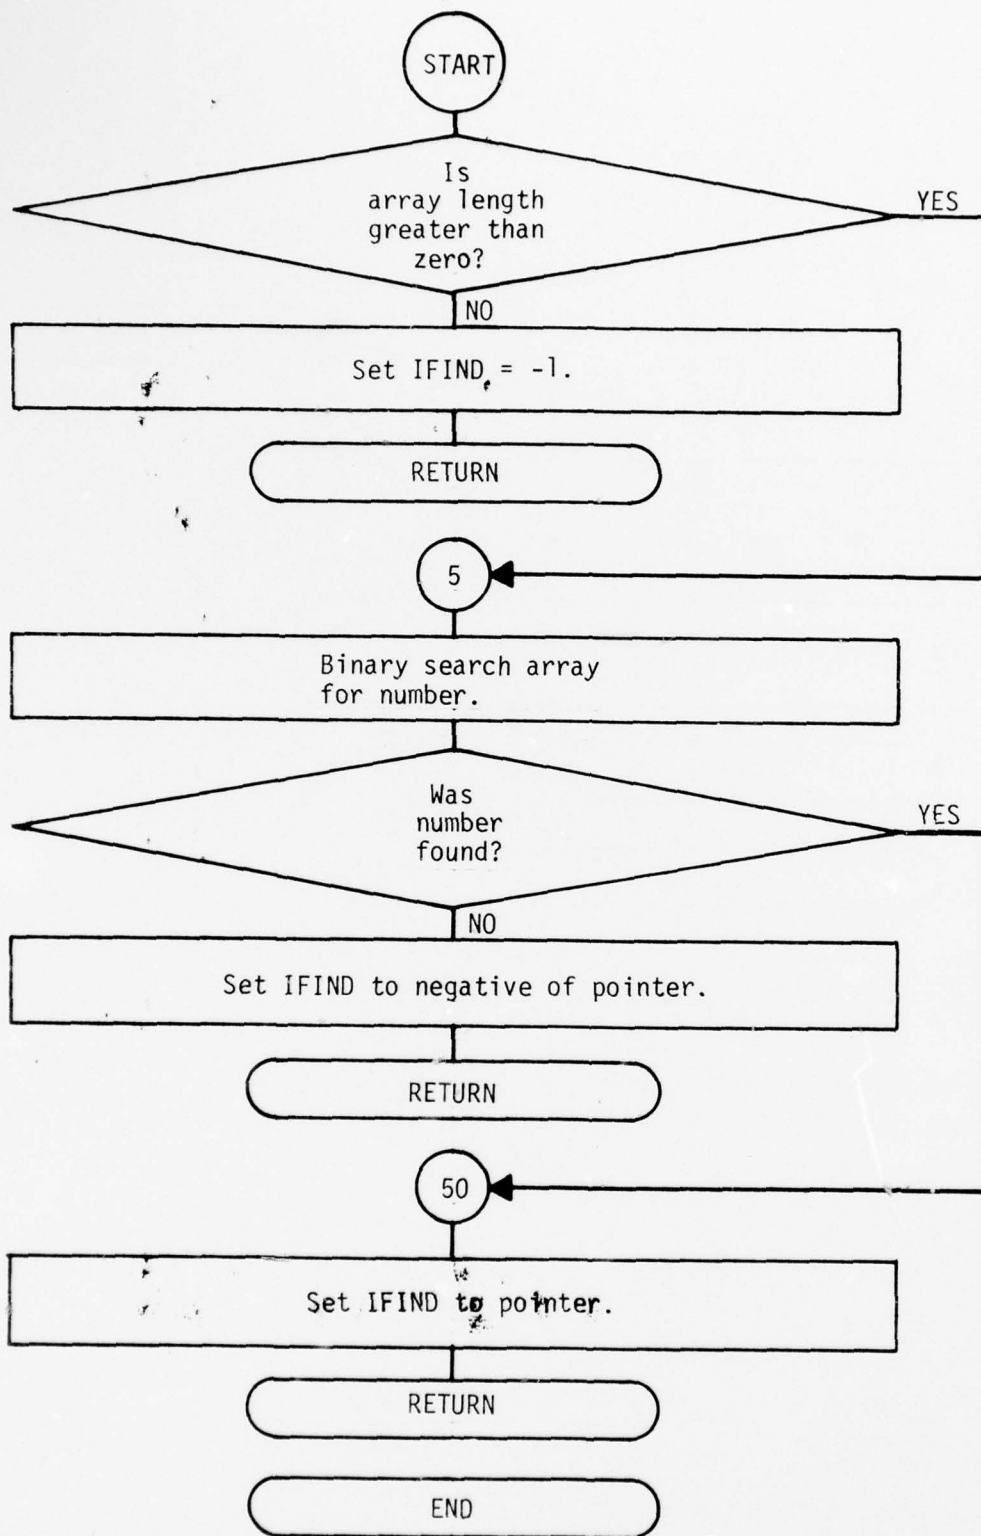 START
Is
array length
greater than
zero?
YES
NO
Set IFIND = -1.
RETURN
5
Binary search array
for number.
Was
number
found?
YES
NO
Set IFIND to negative of pointer.
RETURN
50
Set IFIND to pointer.
RETURN
END